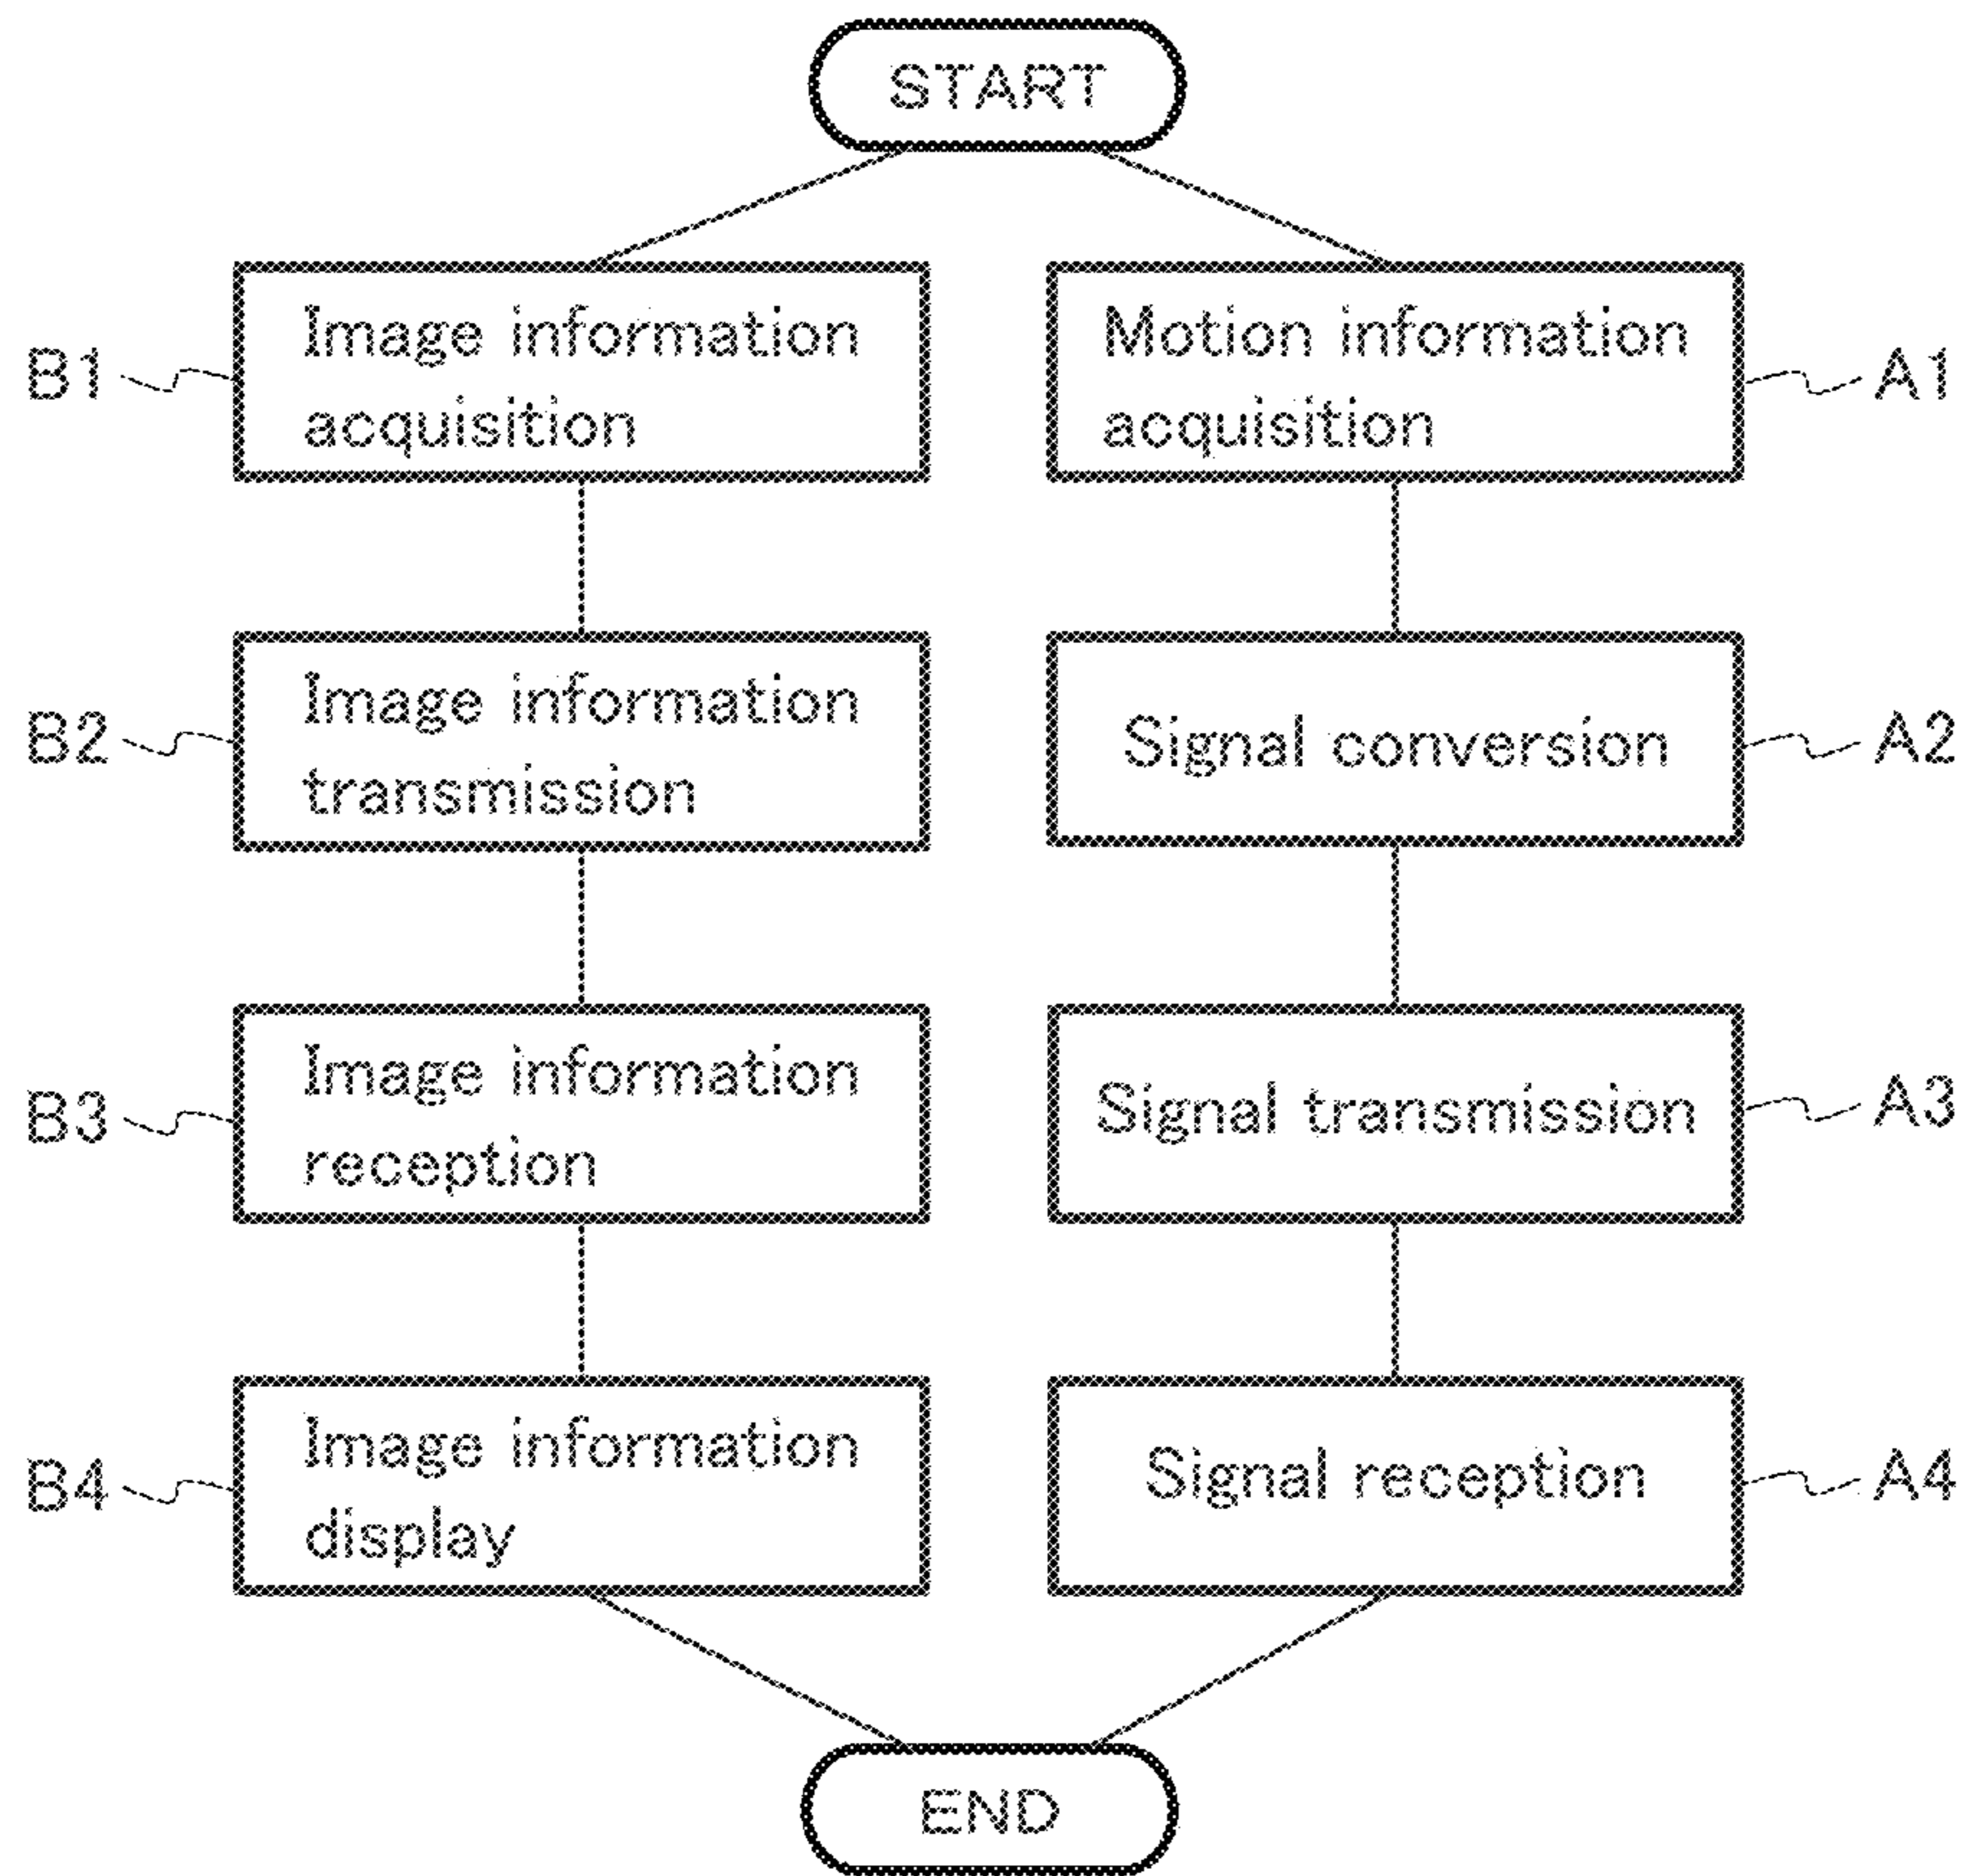 START
B1
Image information
acquisition
Motion information
acquisition
A1
B2
Image information
transmission
Signal conversion
A2
B3
Image information
reception
Signal transmission
A3
B4
Image information
display
Signal reception
A4
END